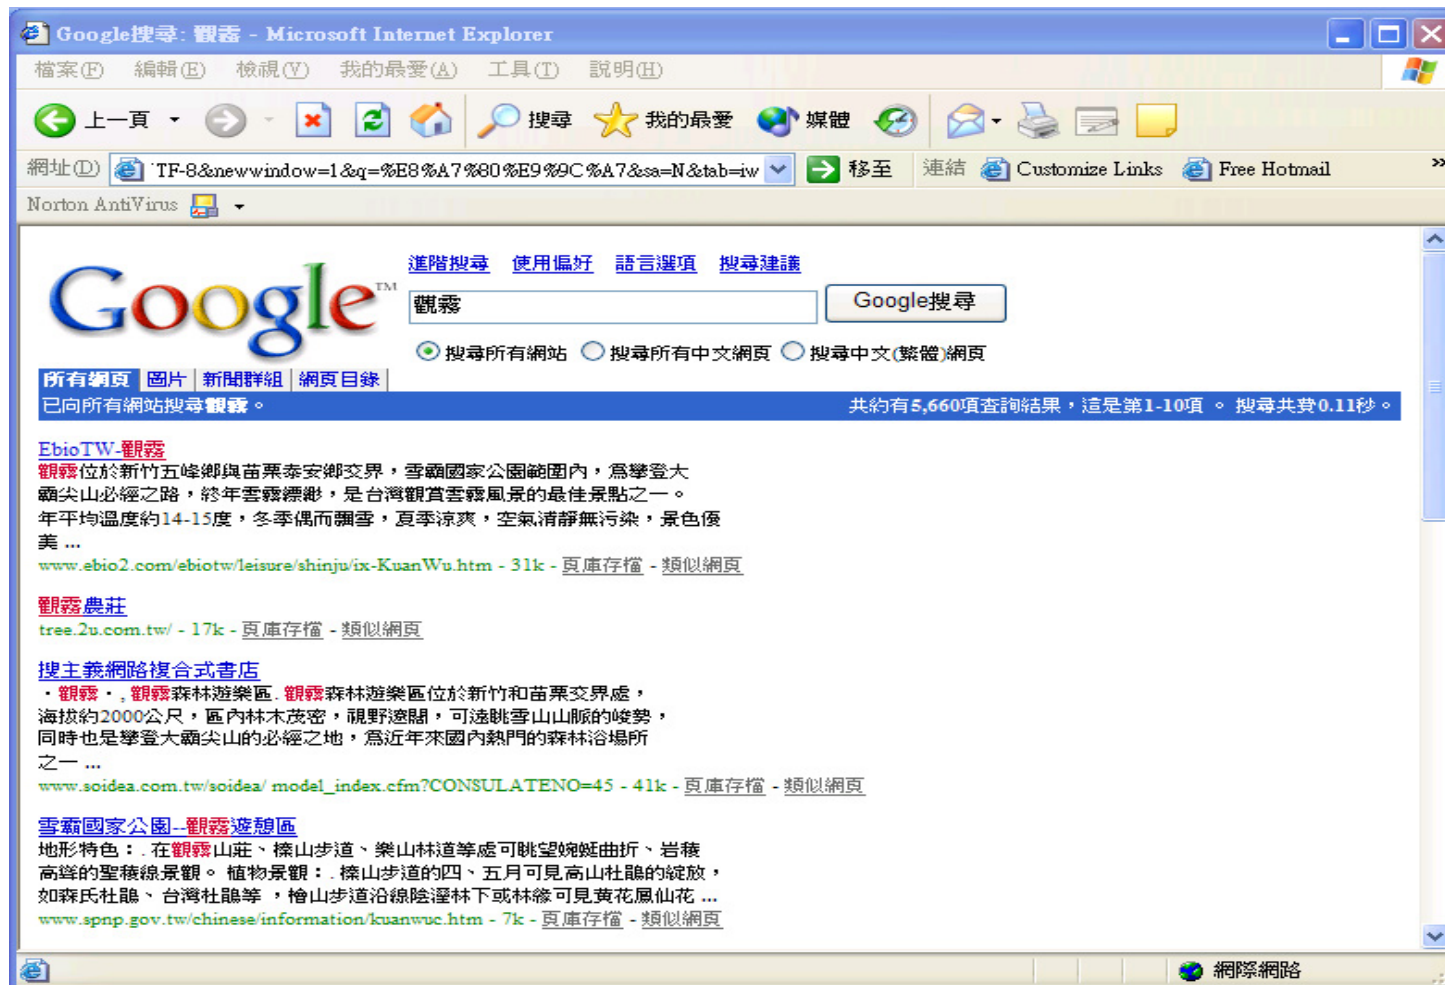 Google搜尋: 觀霧 - Microsoft Internet Explorer
檔案(F) 編輯(E) 檢視(V) 我的最愛(A) 工具(T) 說明(H)
上一頁 搜尋 我的最愛 媒體
網址(D) TF-8&newwindow=1&q=%E8%A7%80%E9%9C%A7&sa=N&tab=iw 移至 連結 Customize Links Free Hotmail »
Norton AntiVirus
進階搜尋 使用偏好 語言選項 搜尋建議
Google™ 觀霧 Google搜尋
搜尋所有網站 搜尋所有中文網頁 搜尋中文(繁體)網頁
所有網頁 圖片 新聞群組 網頁目錄
已向所有網站搜尋觀霧。 共約有5,660項查詢結果，這是第1-10項 。 搜尋共費0.11秒。
EbioTW-觀霧
觀霧位於新竹五峰鄉與苗栗泰安鄉交界，雪霸國家公園範圍內，為攀登大
霸尖山必經之路，終年雲霧縹緲，是台灣觀賞雲霧風景的最佳景點之一。
年平均溫度約14-15度，冬季偶而飄雪，夏季涼爽，空氣清靜無污染，景色優
美 ...
www.ebio2.com/ebiotw/leisure/shinju/ix-KuanWu.htm - 31k - 頁庫存檔 - 類似網頁
觀霧農莊
tree.2u.com.tw/ - 17k - 頁庫存檔 - 類似網頁
搜主義網路複合式書店
・觀霧・, 觀霧森林遊樂區. 觀霧森林遊樂區位於新竹和苗栗交界處，
海拔約2000公尺，區內林木茂密，視野遼闊，可遠眺雪山山脈的峻勢，
同時也是攀登大霸尖山的必經之地，為近年來國內熱門的森林浴場所
之一 ...
www.soidea.com.tw/soidea/ model_index.cfm?CONSULATENO=45 - 41k - 頁庫存檔 - 類似網頁
雪霸國家公園--觀霧遊憩區
地形特色：. 在觀霧山莊、榛山步道、樂山林道等處可眺望婉蜓曲折、岩稜
高聳的聖稜線景觀。 植物景觀：. 榛山步道的四、五月可見高山杜鵑的綻放，
如森氏杜鵑、台灣杜鵑等 ，檜山步道沿線陰溼林下或林緣可見黃花鳳仙花 ...
www.spnp.gov.tw/chinese/information/kuanwuc.htm - 7k - 頁庫存檔 - 類似網頁
網際網路